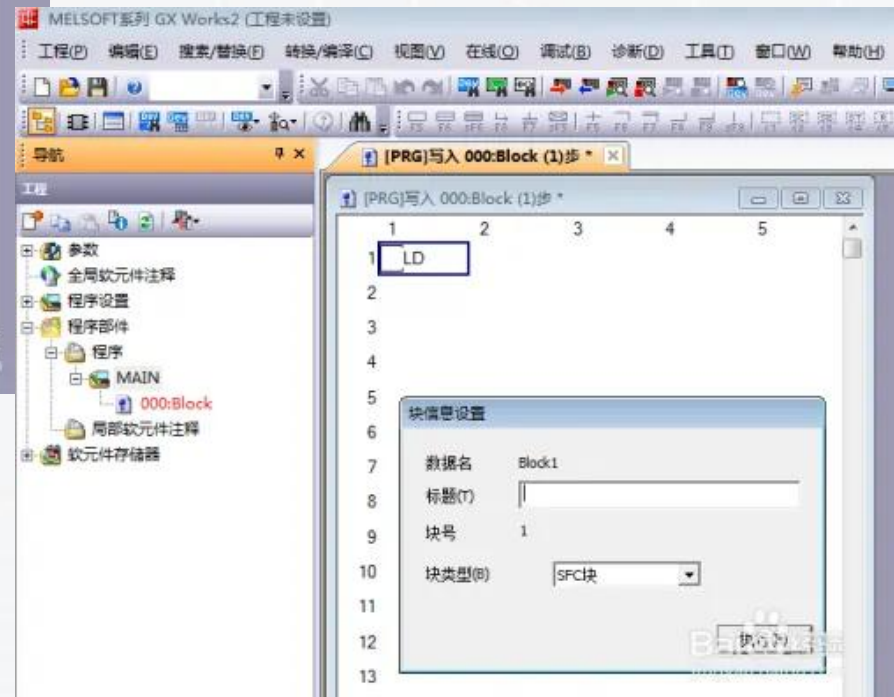 MELSOFT系列 GX Works2 (工程未设置)
工程(P) 编辑(E) 搜索/替换(F) 转换/编译(C) 视图(V) 在线(O) 调试(B) 诊断(D) 工具(T) 窗口(W) 帮助(H)
导航
[PRG]写入 000:Block (1)步 *
工程
[PRG]写入 000:Block (1)步 *
1 2 3 4 5
1 LD
参数
全局软元件注释
程序设置
程序部件
程序
MAIN
000:Block
局部软元件注释
软元件存储器
2
3
4
5
6
7
8
9
10
11
12
13
块信息设置
数据名 Block1
标题(T)
块号 1
块类型(B) SFC块